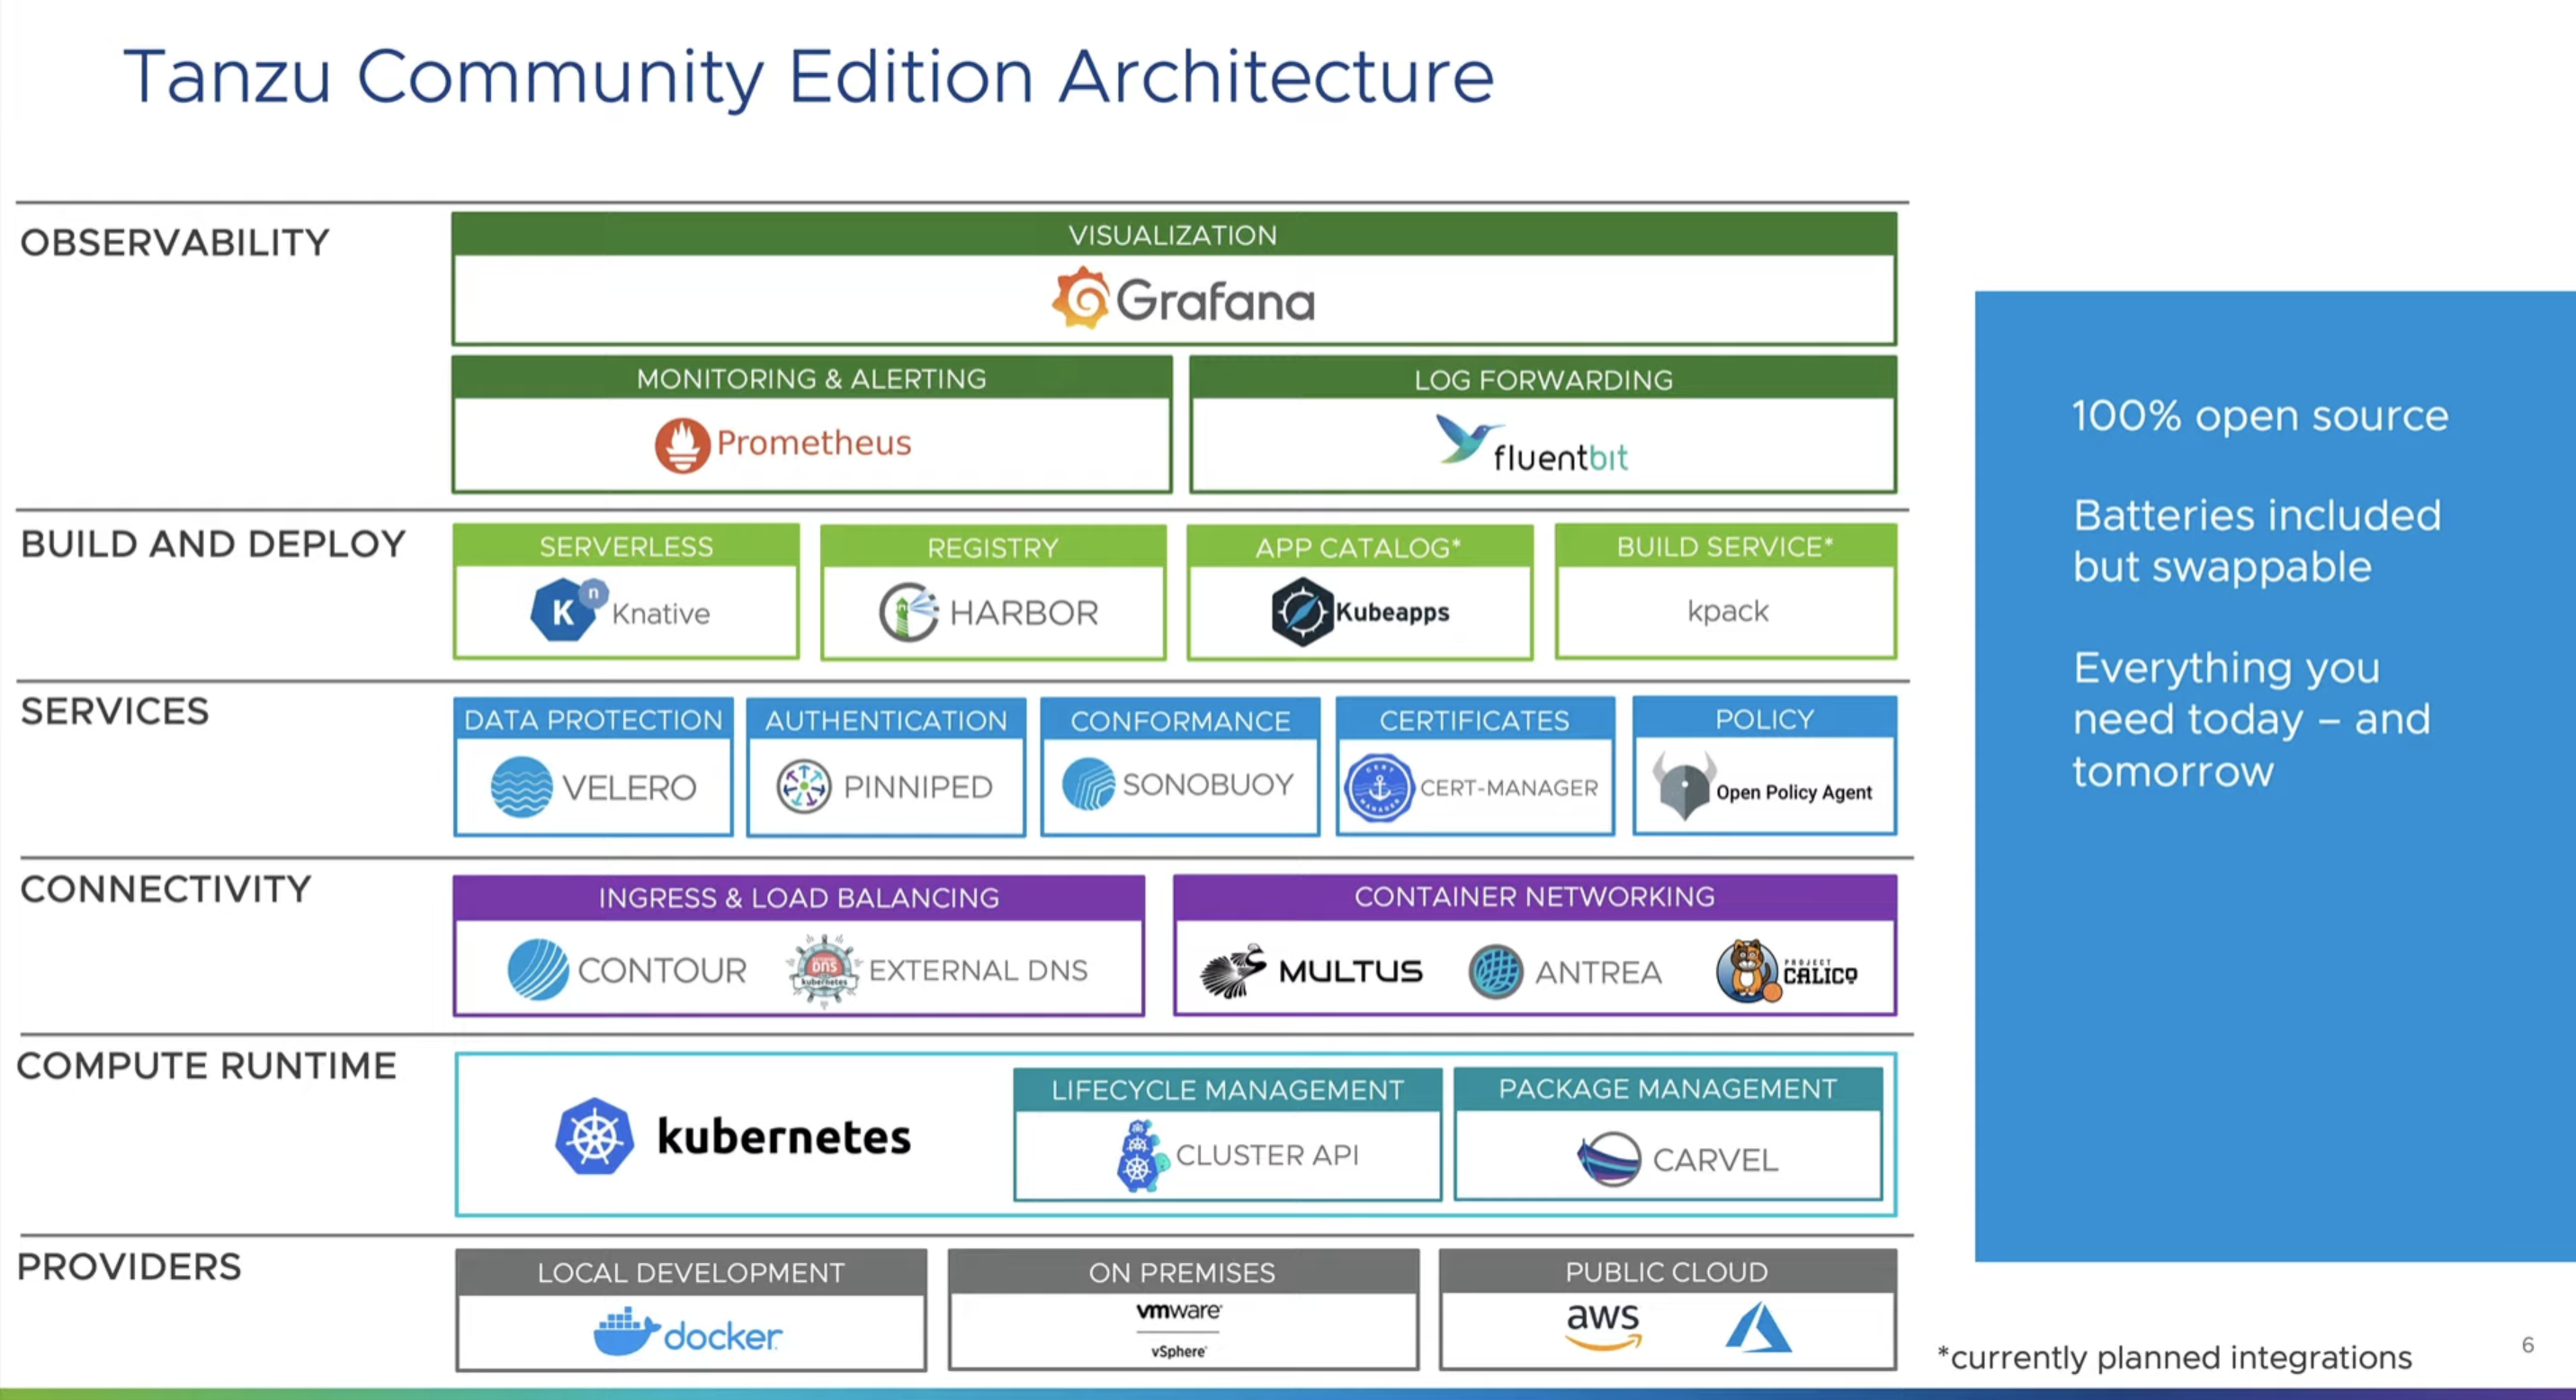 Tanzu Community Edition Architecture
OBSERVABILITY
VISUALIZATION
Grafana
MONITORING & ALERTING
Prometheus
LOG FORWARDING
fluentbit
BUILD AND DEPLOY
SERVERLESS
K n Knative
REGISTRY
HARBOR
APP CATALOG*
Kubeapps
BUILD SERVICE*
kpack
SERVICES
DATA PROTECTION
VELERO
AUTHENTICATION
PINNIPED
CONFORMANCE
SONOBUOY
CERTIFICATES
CERT MANAGER
CERT-MANAGER
POLICY
Open Policy Agent
CONNECTIVITY
INGRESS & LOAD BALANCING
CONTOUR
DNS
kubernetes
EXTERNAL DNS
CONTAINER NETWORKING
MULTUS
ANTREA
PROJECT
CALICO
COMPUTE RUNTIME
kubernetes
LIFECYCLE MANAGEMENT
CLUSTER API
PACKAGE MANAGEMENT
CARVEL
PROVIDERS
LOCAL DEVELOPMENT
docker
ON PREMISES
vmware
vSphere
PUBLIC CLOUD
aws
100% open source
Batteries included
but swappable
Everything you
need today – and
tomorrow
*currently planned integrations
6